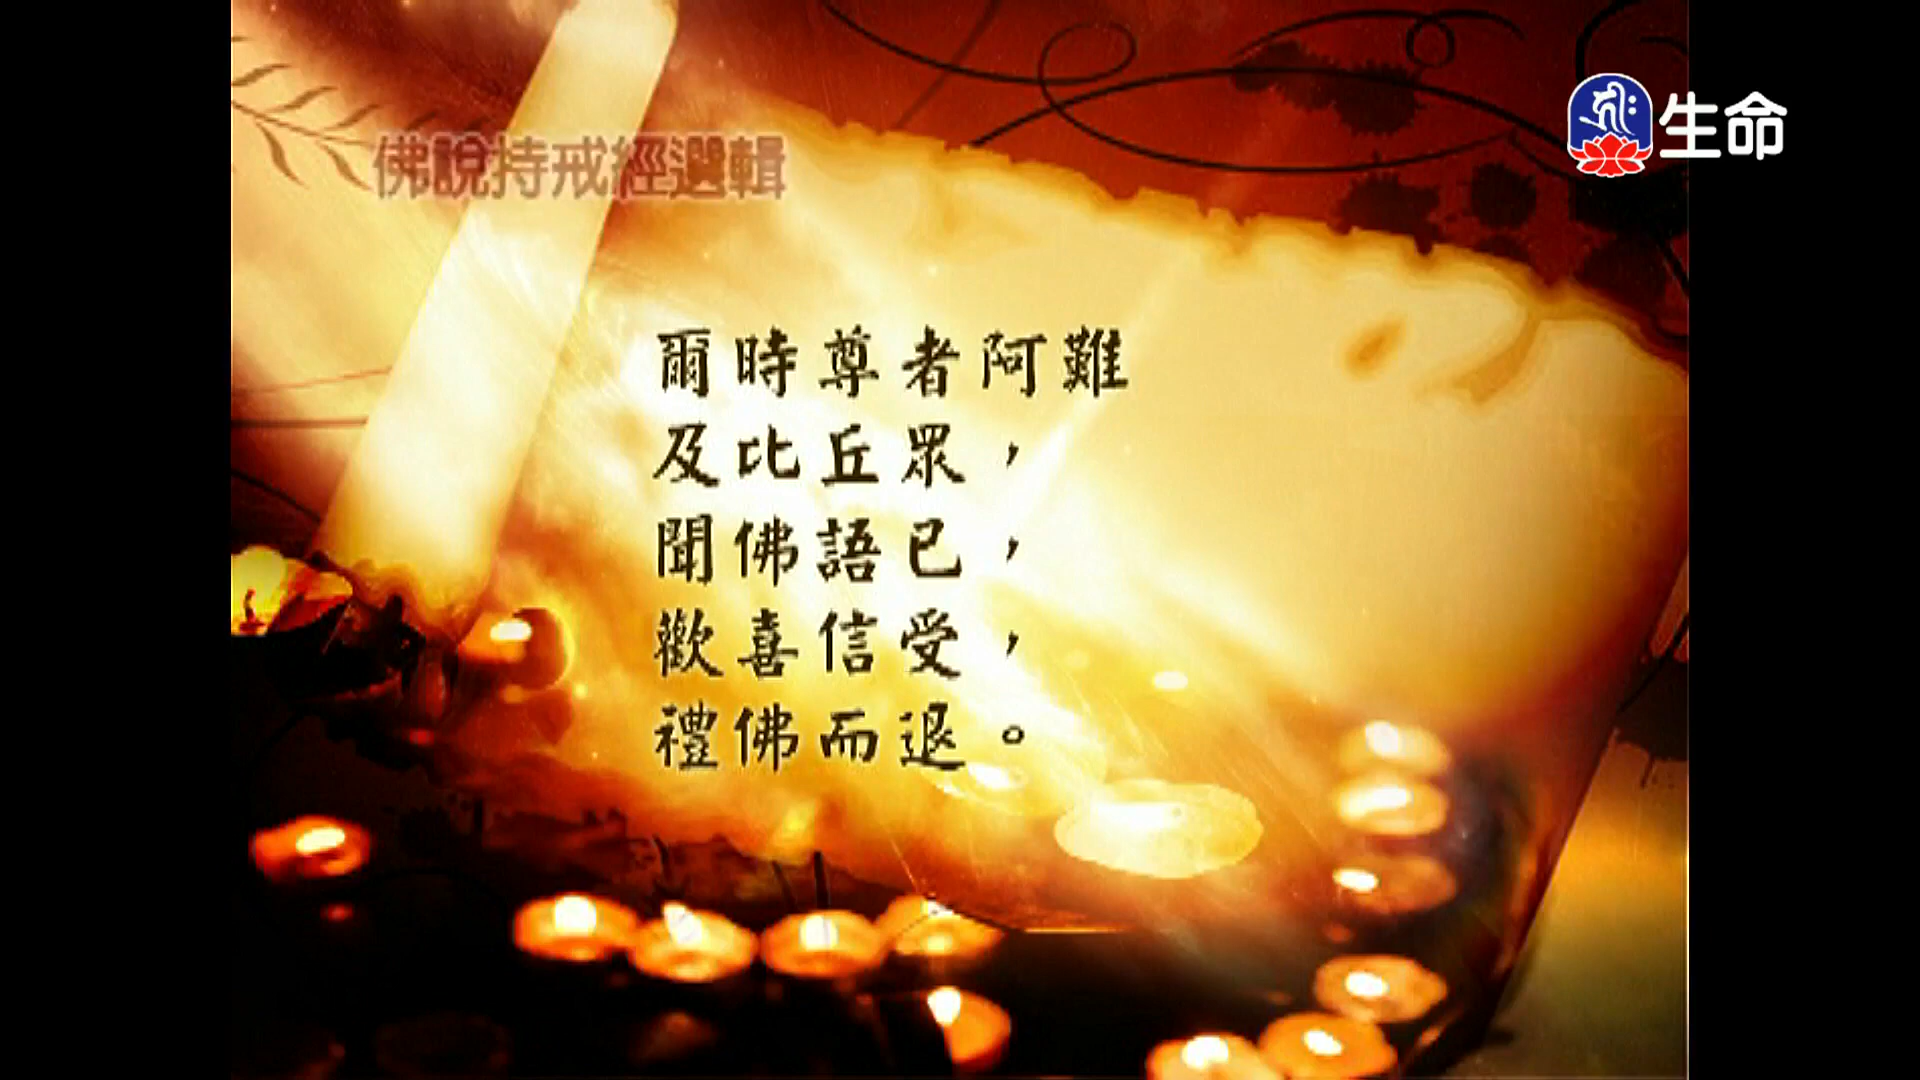 佛說持戒經選輯
生命
爾時尊者阿難
及比丘眾，
聞佛語已，
歡喜信受，
禮佛而退。